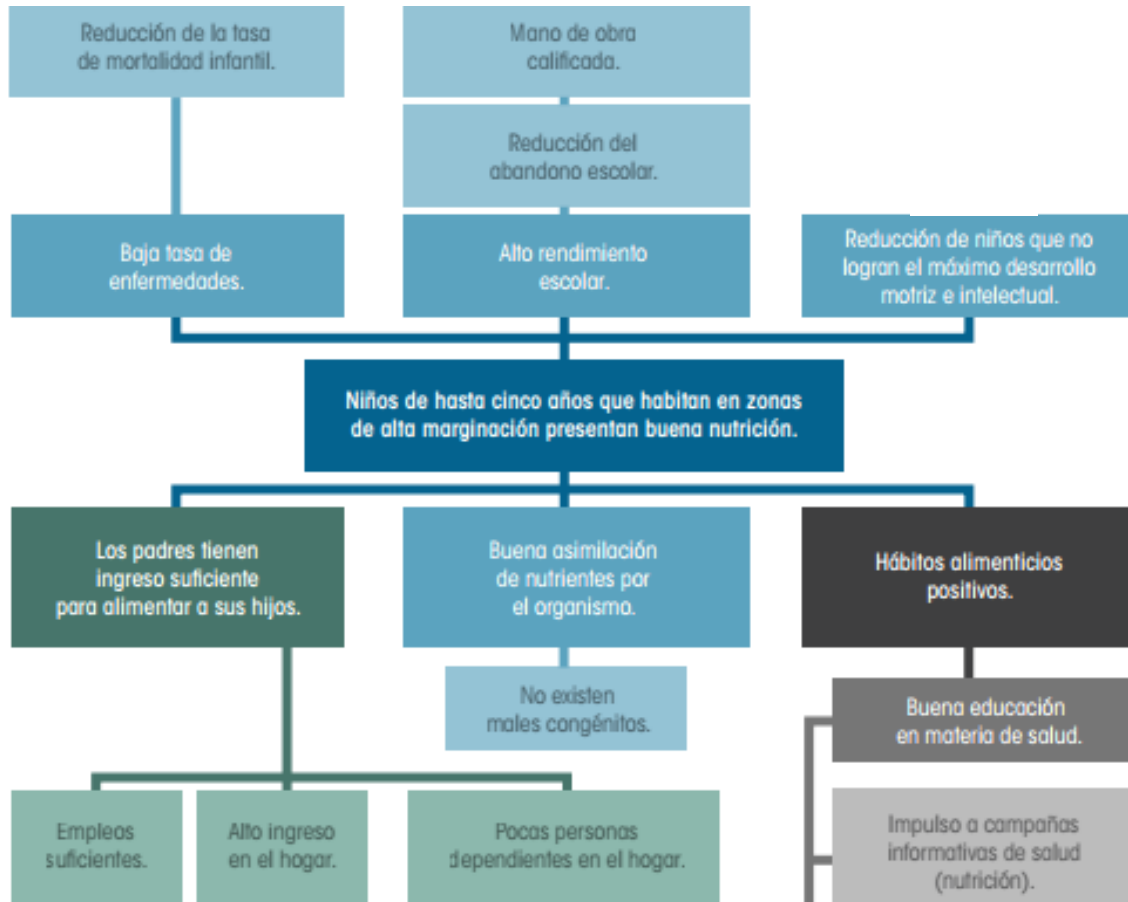 Reducción de la tasa
de mortalidad infantil.
Mano de obra
calificada.
Reducción del
abandono escolar.
Baja tasa de
enfermedades.
Alto rendimiento
escolar.
Reducción de niños que no
logran el máximo desarrollo
motriz e intelectual.
Niños de hasta cinco años que habitan en zonas
de alta marginación presentan buena nutrición.
Los padres tienen
ingreso suficiente
para alimentar a sus hijos.
Buena asimilación
de nutrientes por
el organismo.
Hábitos alimenticios
positivos.
No existen
males congénitos.
Buena educación
en materia de salud.
Empleos
suficientes.
Alto ingreso
en el hogar.
Pocas personas
dependientes en el hogar.
Impulso a campañas
informativas de salud
(nutrición).